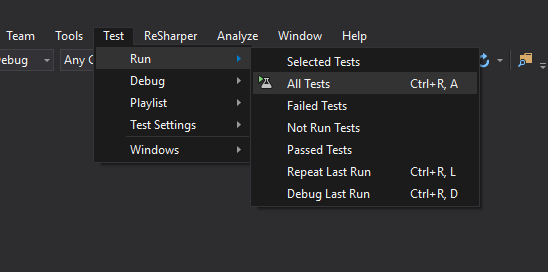 Team Tools Test ReSharper Analyze Window Help
ebug Any
Run
Debug
Playlist
Test Settings
Windows
Selected Tests
All Tests Ctrl+R, A
Failed Tests
Not Run Tests
Passed Tests
Repeat Last Run Ctrl+R, L
Debug Last Run Ctrl+R, D